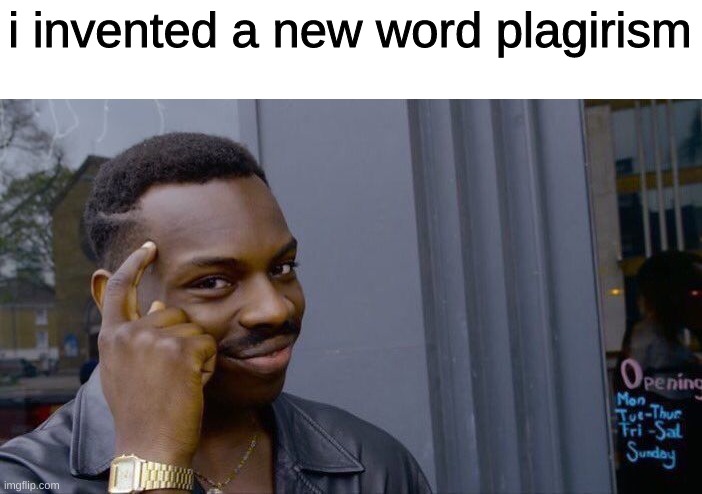 i invented a new word plagirism
Opening
Mon
Tue-Thur
Fri -Sat
Sunday
imgflip.com